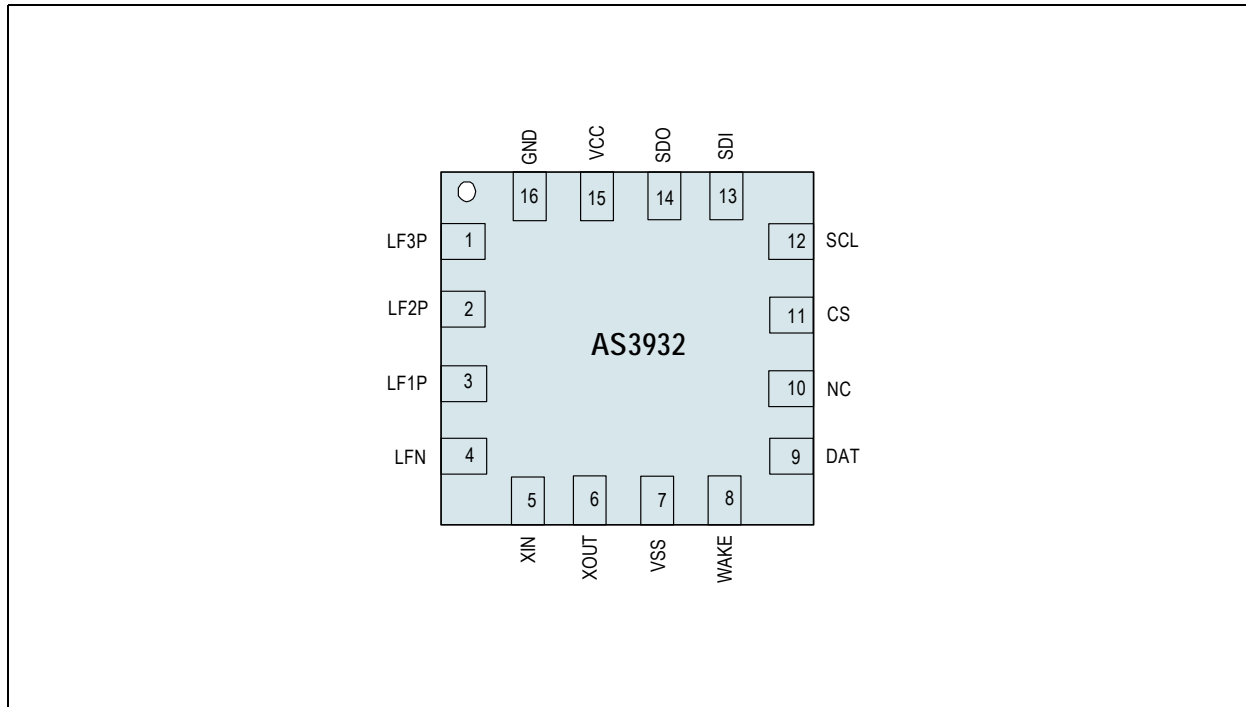 GND VCC SDO SDI
16 15 14 13
LF3P 1 12 SCL
LF2P 2 11 CS
AS3932
LF1P 3 10 NC
LFN 4 9 DAT
5 6 7 8
XIN XOUT VSS WAKE